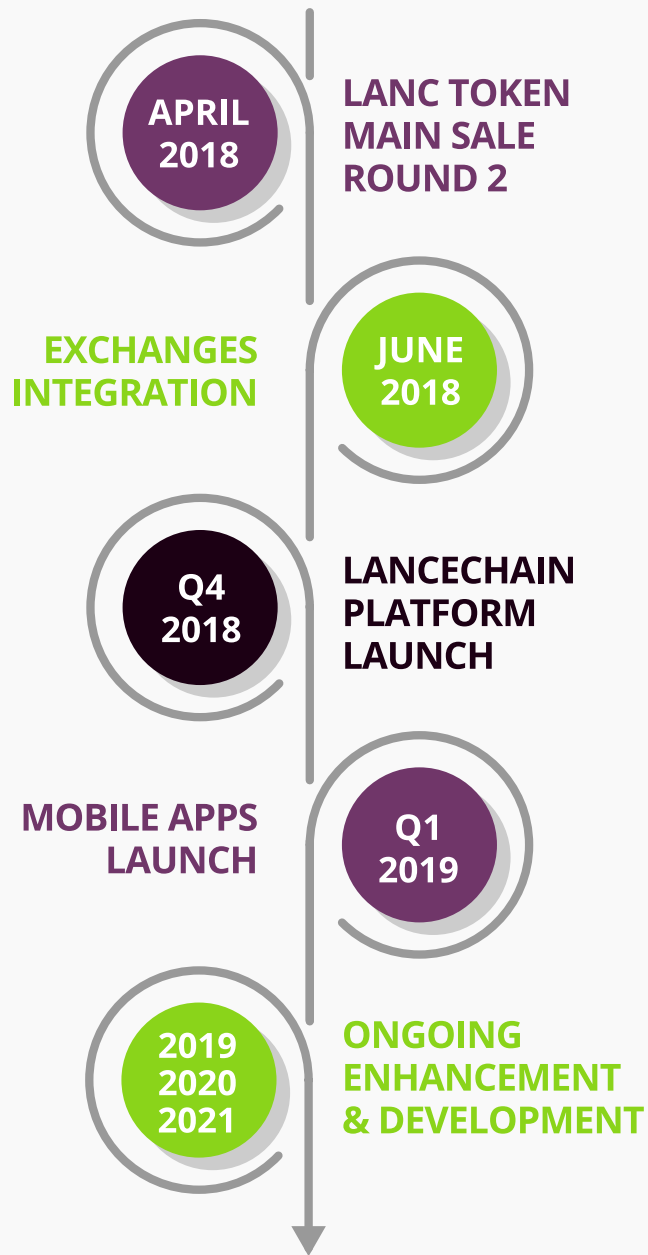 APRIL
2018
LANC TOKEN
MAIN SALE
ROUND 2
EXCHANGES
INTEGRATION
JUNE
2018
Q4
2018
LANCECHAIN
PLATFORM
LAUNCH
MOBILE APPS
LAUNCH
Q1
2019
2019
2020
2021
ONGOING
ENHANCEMENT
& DEVELOPMENT